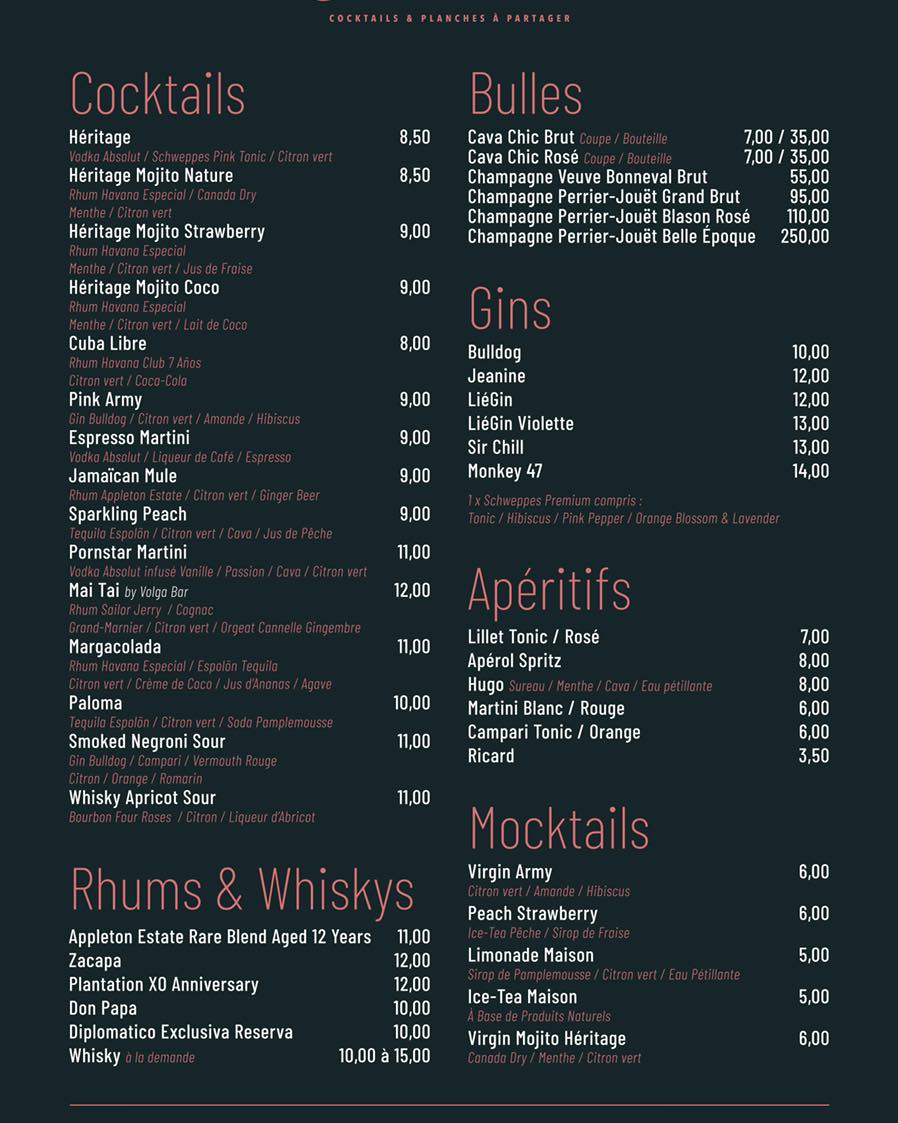 COCKTAILS & PLANCHES À PARTAGER
Cocktails
Héritage 8,50
Vodka Absolut / Schweppes Pink Tonic / Citron vert
Héritage Mojito Nature 8,50
Rhum Havana Especial / Canada Dry
Menthe / Citron vert
Héritage Mojito Strawberry 9,00
Rhum Havana Especial
Menthe / Citron vert / Jus de Fraise
Héritage Mojito Coco 9,00
Rhum Havana Especial
Menthe / Citron vert / Lait de Coco
Cuba Libre 8,00
Rhum Havana Club 7 Años
Citron vert / Coca-Cola
Pink Army 9,00
Gin Bulldog / Citron vert / Amande / Hibiscus
Espresso Martini 9,00
Vodka Absolut / Liqueur de Café / Espresso
Jamaïcan Mule 9,00
Rhum Appleton Estate / Citron vert / Ginger Beer
Sparkling Peach 9,00
Tequila Espolòn / Citron vert / Cava / Jus de Pêche
Pornstar Martini 11,00
Vodka Absolut infusé Vanille / Passion / Cava / Citron vert
Mai Tai by Volga Bar 12,00
Rhum Sailor Jerry / Cognac
Grand-Marnier / Citron vert / Orgeat Cannelle Gingembre
Margacolada 11,00
Rhum Havana Especial / Espolòn Tequila
Citron vert / Crème de Coco / Jus d'Ananas / Agave
Paloma 10,00
Tequila Espolòn / Citron vert / Soda Pamplemousse
Smoked Negroni Sour 11,00
Gin Bulldog / Campari / Vermouth Rouge
Citron / Orange / Romarin
Whisky Apricot Sour 11,00
Bourbon Four Roses / Citron / Liqueur d'Abricot
Rhums & Whiskys
Appleton Estate Rare Blend Aged 12 Years 11,00
Zacapa 12,00
Plantation XO Anniversary 12,00
Don Papa 10,00
Diplomatico Exclusiva Reserva 10,00
Whisky à la demande 10,00 à 15,00
Bulles
Cava Chic Brut Coupe / Bouteille 7,00 / 35,00
Cava Chic Rosé Coupe / Bouteille 7,00 / 35,00
Champagne Veuve Bonneval Brut 55,00
Champagne Perrier-Jouët Grand Brut 95,00
Champagne Perrier-Jouët Blason Rosé 110,00
Champagne Perrier-Jouët Belle Époque 250,00
Gins
Bulldog 10,00
Jeanine 12,00
LiéGin 12,00
LiéGin Violette 13,00
Sir Chill 13,00
Monkey 47 14,00
1 x Schweppes Premium compris :
Tonic / Hibiscus / Pink Pepper / Orange Blossom & Lavender
Apéritifs
Lillet Tonic / Rosé 7,00
Apérol Spritz 8,00
Hugo Sureau / Menthe / Cava / Eau pétillante 8,00
Martini Blanc / Rouge 6,00
Campari Tonic / Orange 6,00
Ricard 3,50
Mocktails
Virgin Army 6,00
Citron vert / Amande / Hibiscus
Peach Strawberry 6,00
Ice-Tea Pêche / Sirop de Fraise
Limonade Maison 5,00
Sirop de Pamplemousse / Citron vert / Eau Pétillante
Ice-Tea Maison 5,00
À Base de Produits Naturels
Virgin Mojito Héritage 6,00
Canada Dry / Menthe / Citron vert